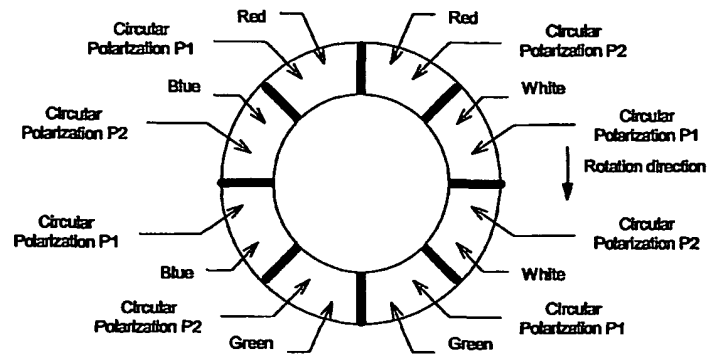 Red
Red
Circular
Polarization P1
Circular
Polarization P2
Blue
White
Circular
Polarization P2
Circular
Polarization P1
Rotation direction
Circular
Polarization P1
Circular
Polarization P2
Blue
White
Circular
Polarization P2
Circular
Polarization P1
Green
Green